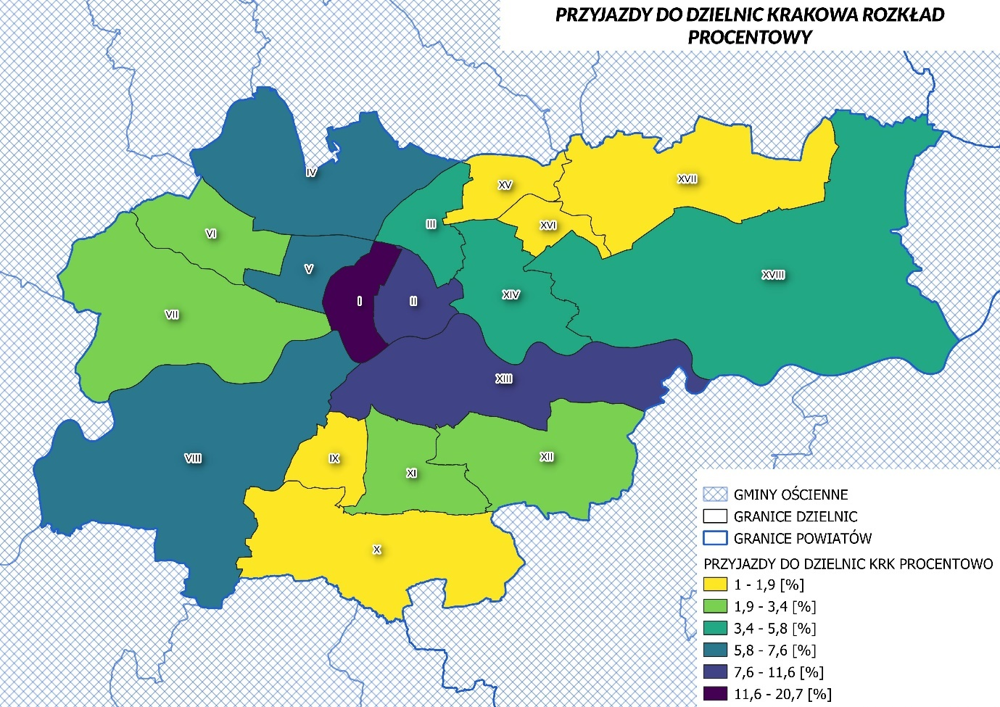 PRZYJAZDY DO DZIELNIC KRAKOWA ROZKŁAD
PROCENTOWY
IV
XV
XVII
III
XVI
VI
V
XVIII
I
II
XIV
VII
XIII
VIII
IX
XI
XII
X
GMINY OŚCIENNE
GRANICE DZIELNIC
GRANICE POWIATÓW
PRZYJAZDY DO DZIELNIC KRK PROCENTOWO
1 - 1,9 [%]
1,9 - 3,4 [%]
3,4 - 5,8 [%]
5,8 - 7,6 [%]
7,6 - 11,6 [%]
11,6 - 20,7 [%]